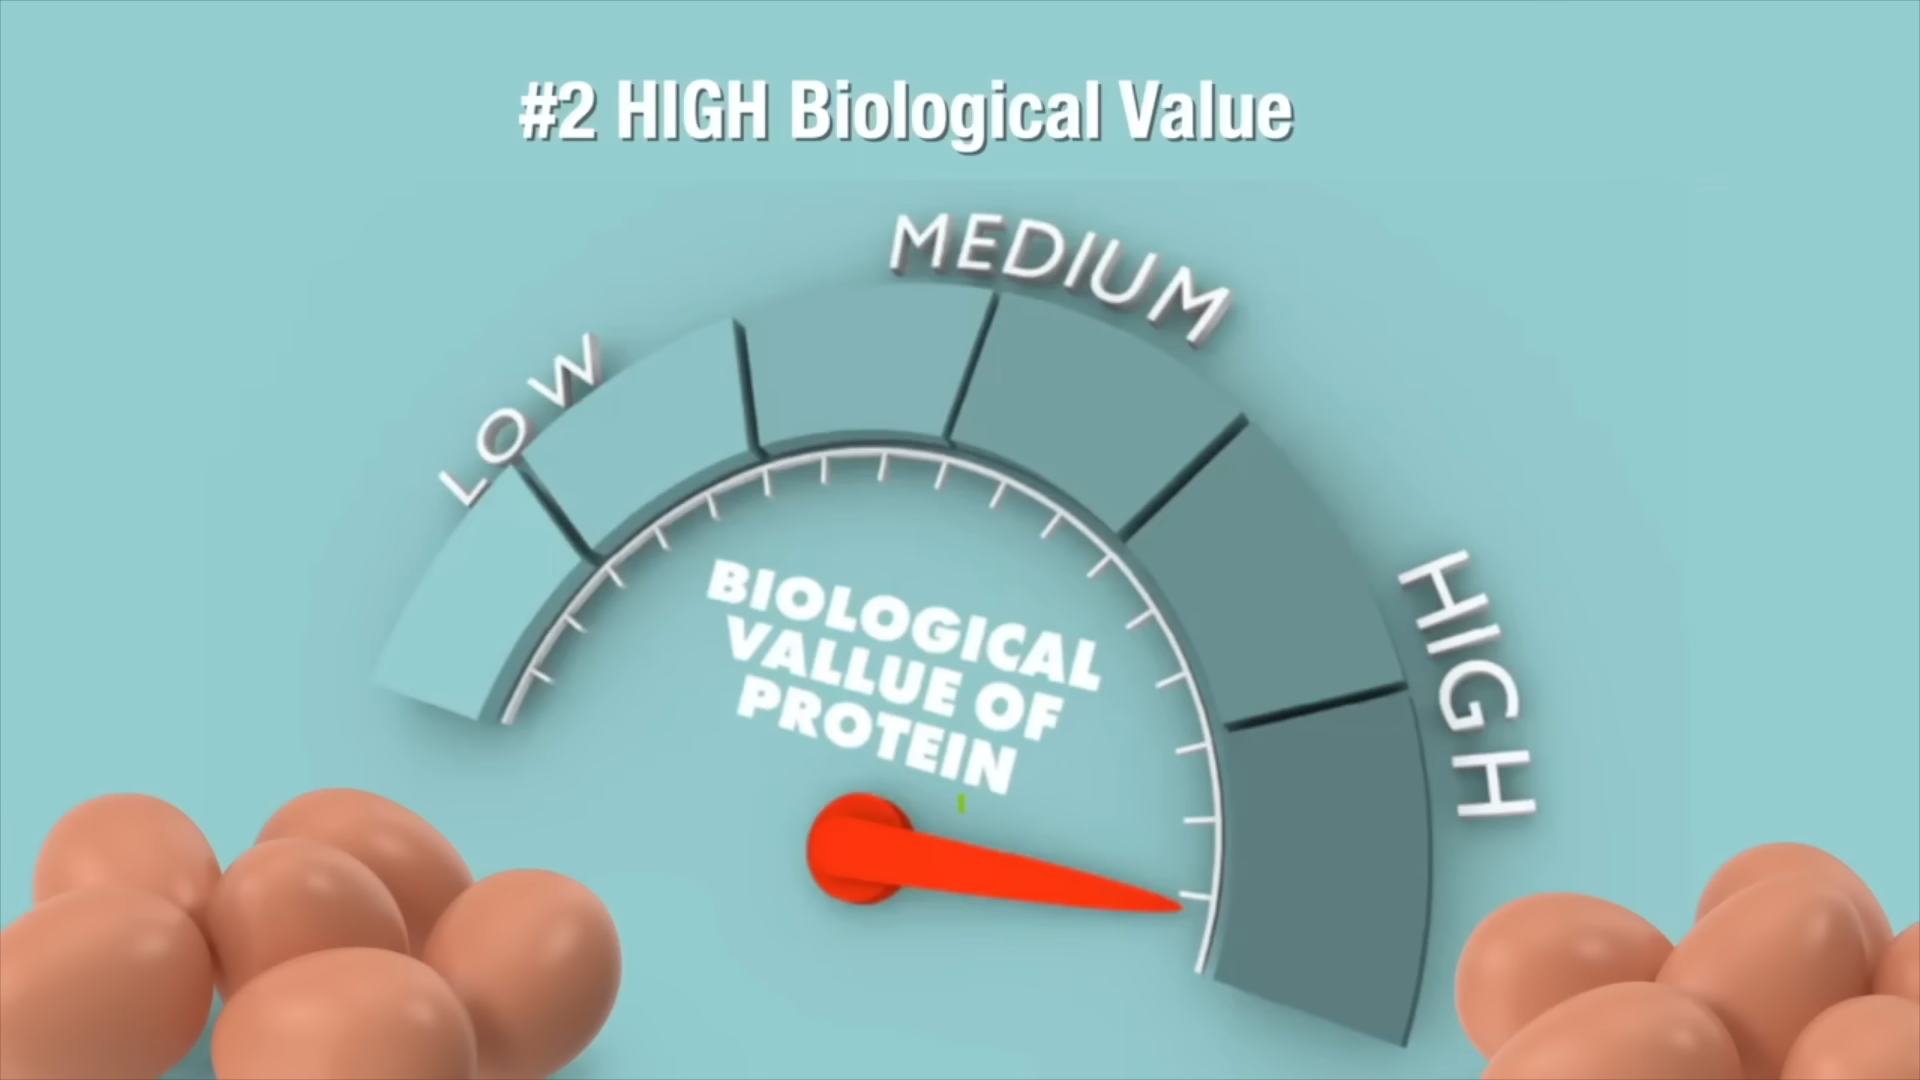 #2 HIGH Biological Value
MEDIUM
LOW
HIGH
BIOLOGICAL
VALLUE OF
PROTEIN